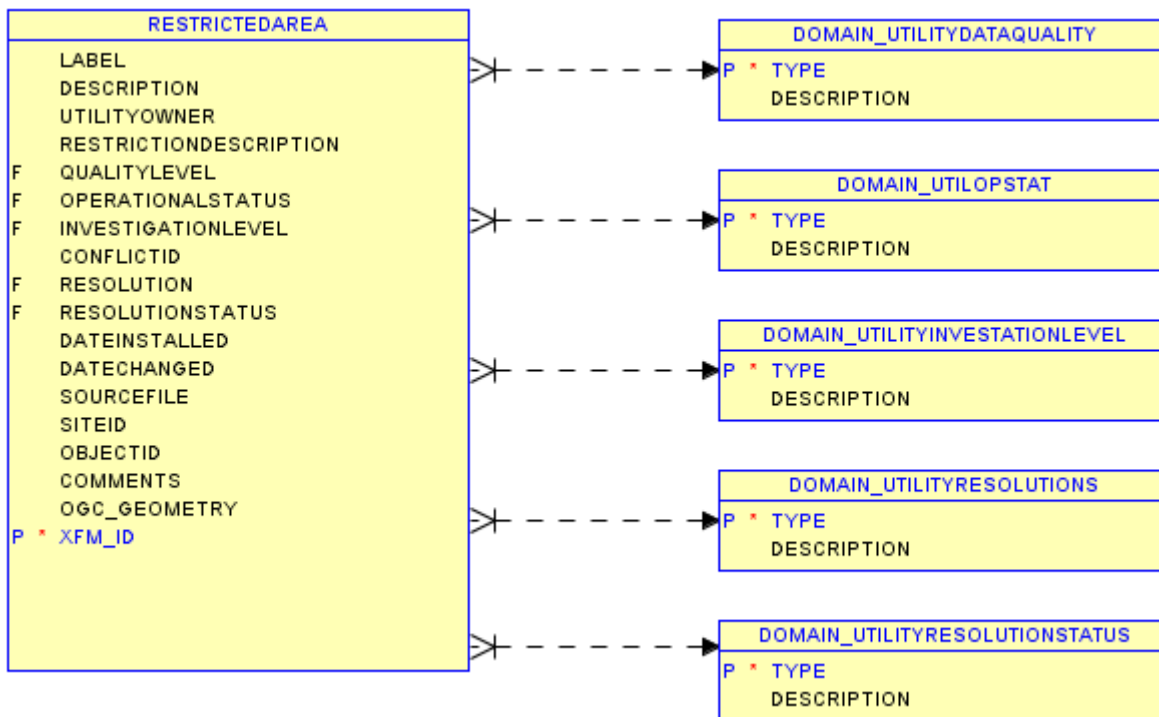 RESTRICTEDAREA
LABEL
DESCRIPTION
UTILITYOWNER
RESTRICTIONDESCRIPTION
F QUALITYLEVEL
F OPERATIONALSTATUS
F INVESTIGATIONLEVEL
CONFLICTID
F RESOLUTION
F RESOLUTIONSTATUS
DATEINSTALLED
DATECHANGED
SOURCEFILE
SITEID
OBJECTID
COMMENTS
OGC_GEOMETRY
P * XFM_ID
DOMAIN_UTILITYDATAQUALITY
P * TYPE
DESCRIPTION
DOMAIN_UTILOPSTAT
P * TYPE
DESCRIPTION
DOMAIN_UTILITYINVESTATIONLEVEL
P * TYPE
DESCRIPTION
DOMAIN_UTILITYRESOLUTIONS
P * TYPE
DESCRIPTION
DOMAIN_UTILITYRESOLUTIONSTATUS
P * TYPE
DESCRIPTION